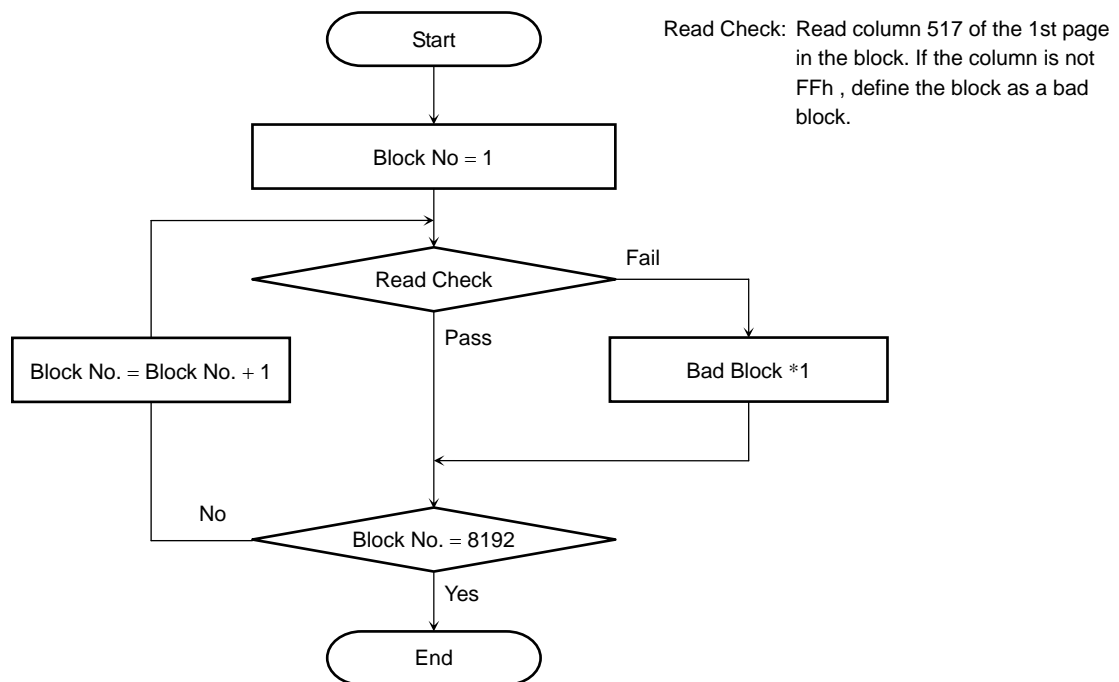 Start
Read Check: Read column 517 of the 1st page
in the block. If the column is not
FFh , define the block as a bad
block.
Block No = 1
Read Check
Fail
Pass
Block No. = Block No. + 1
Bad Block *1
No
Block No. = 8192
Yes
End